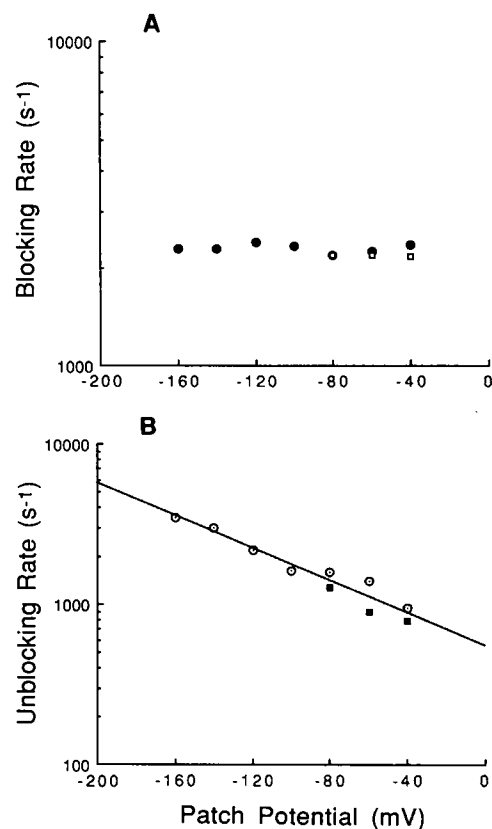 A
Blocking Rate (s-1)
10000
1000
-200 -160 -120 -80 -40 0
B
Unblocking Rate (s-1)
10000
1000
100
-200 -160 -120 -80 -40 0
Patch Potential (mV)